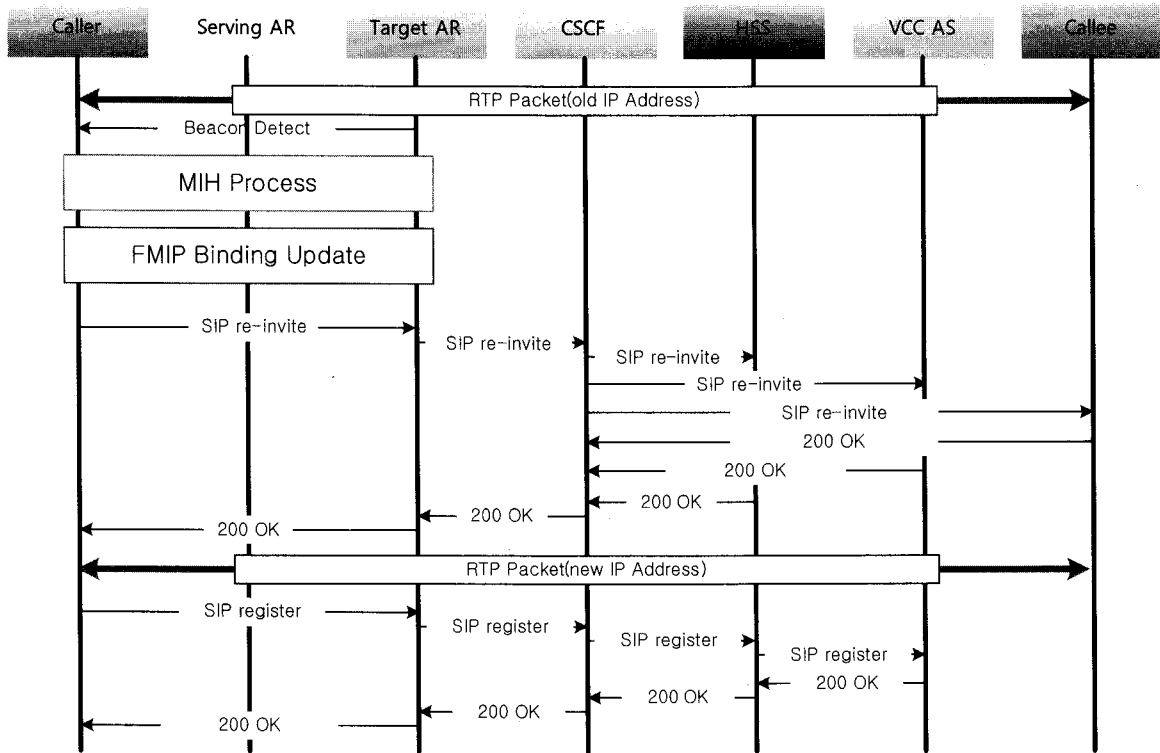 Caller Serving AR Target AR CSCF HSS VCC AS Callee
RTP Packet(old IP Address)
Beacon Detect
MIH Process
FMIP Binding Update
SIP re-invite
SIP re-invite
SIP re-invite
SIP re-invite
SIP re-invite
200 OK
200 OK
200 OK
200 OK
200 OK
RTP Packet(new IP Address)
SIP register
SIP register
SIP register
SIP register
200 OK
200 OK
200 OK
200 OK